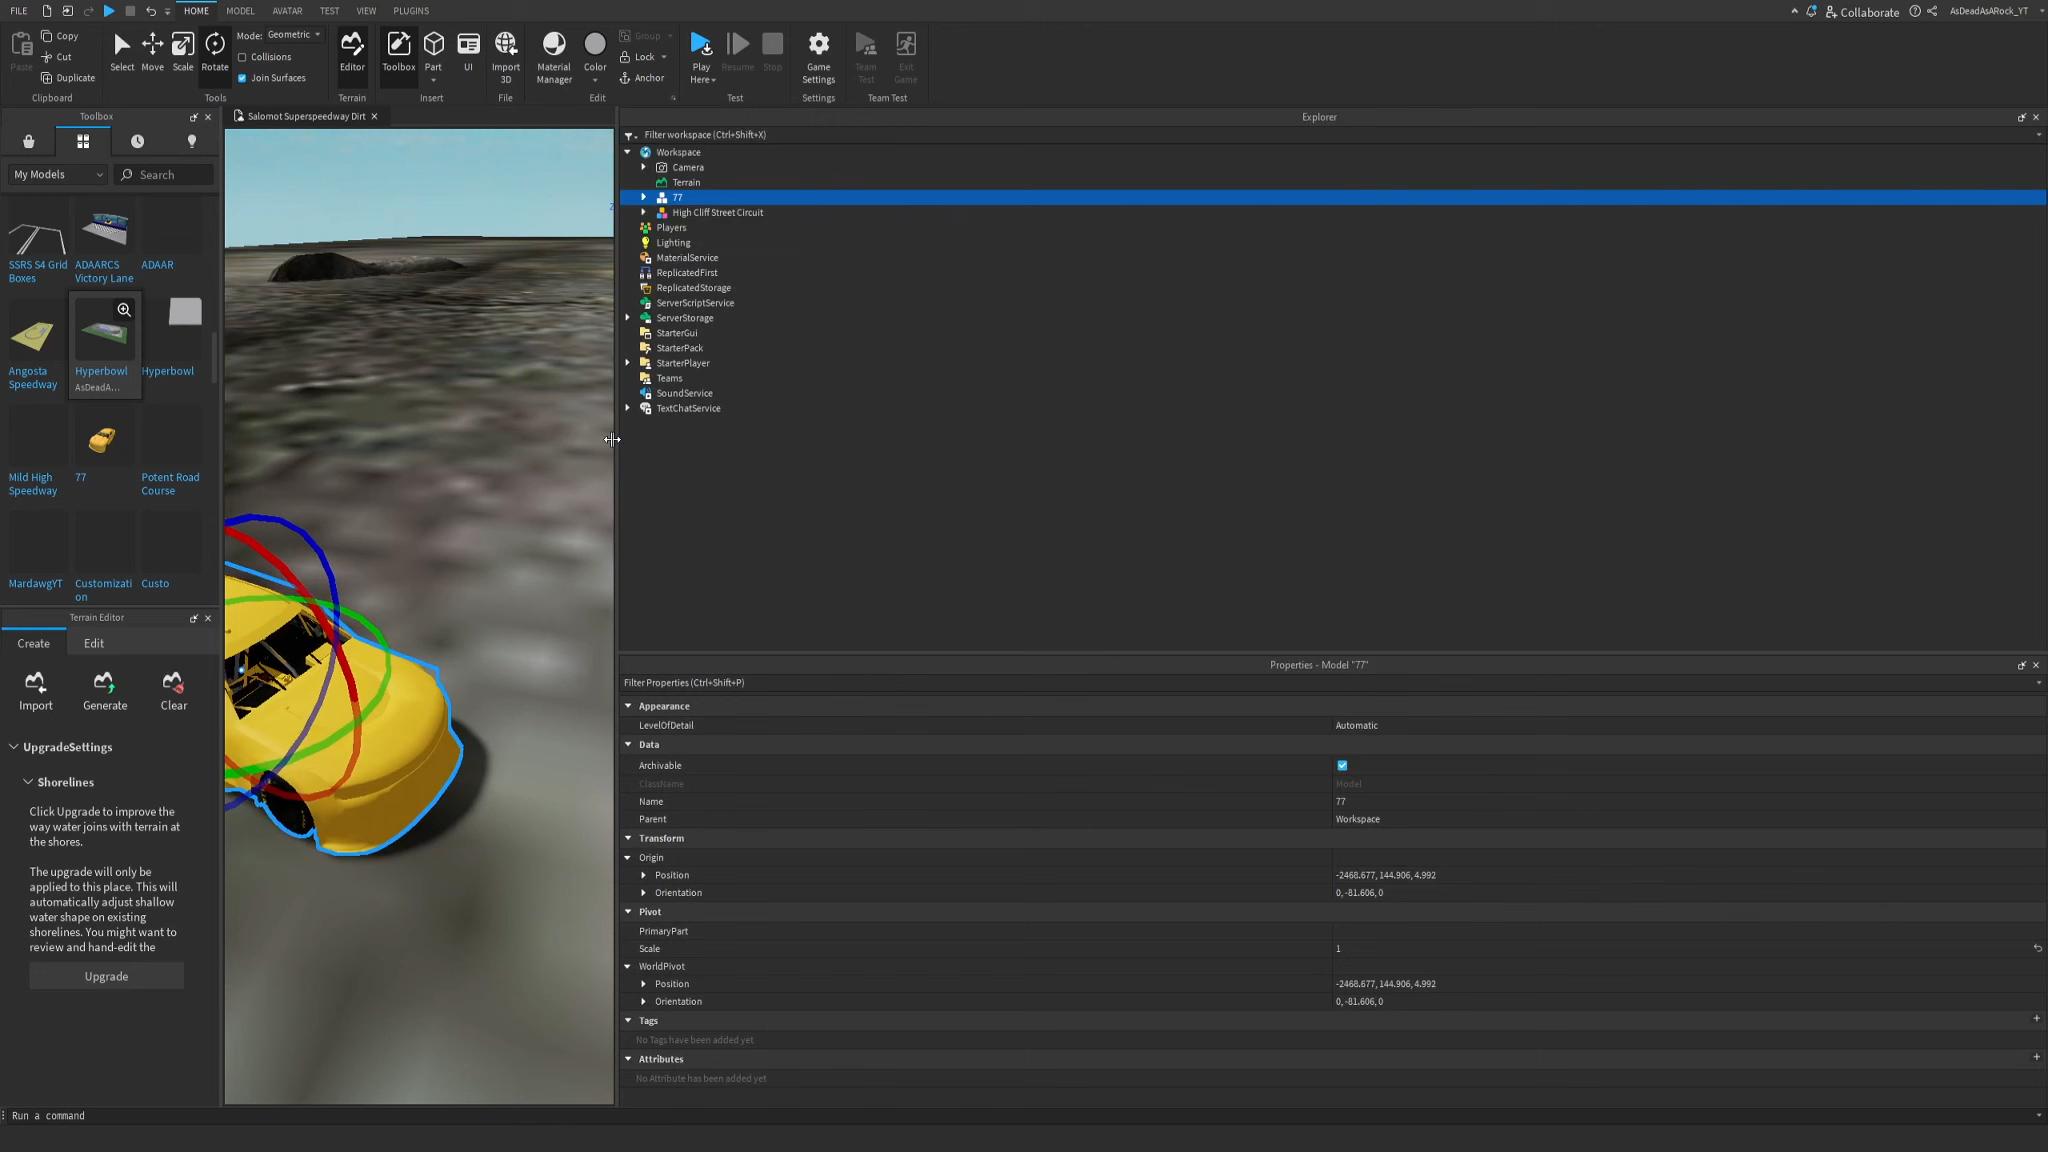 FILE
HOME
MODEL
AVATAR
TEST
VIEW
PLUGINS
Collaborate
AsDeadAsARock_YT
Paste
Copy
Cut
Duplicate
Clipboard
Select
Move
Scale
Rotate
Mode: Geometric
Collisions
Join Surfaces
Tools
Editor
Terrain
Toolbox
Part
UI
Insert
Import
3D
File
Material
Manager
Color
Group
Lock
Anchor
Edit
Play
Here
Resume
Stop
Test
Game
Settings
Settings
Team
Test
Exit
Game
Team Test
Toolbox
My Models
Search
SSRS S4 Grid
Boxes
ADAARCS
Victory Lane
ADAAR
Angosta
Speedway
Hyperbowl
AsDeadA...
Hyperbowl
Mild High
Speedway
77
Potent Road
Course
MardawgYT
Customizati
on
Custo
Terrain Editor
Create
Edit
Import
Generate
Clear
UpgradeSettings
Shorelines
Click Upgrade to improve the
way water joins with terrain at
the shores.
The upgrade will only be
applied to this place. This will
automatically adjust shallow
water shape on existing
shorelines. You might want to
review and hand-edit the
Upgrade
Salomot Superspeedway Dirt
Explorer
Filter workspace (Ctrl+Shift+X)
Workspace
Camera
Terrain
77
High Cliff Street Circuit
Players
Lighting
MaterialService
ReplicatedFirst
ReplicatedStorage
ServerScriptService
ServerStorage
StarterGui
StarterPack
StarterPlayer
Teams
SoundService
TextChatService
Properties - Model "77"
Filter Properties (Ctrl+Shift+P)
Appearance
LevelOfDetail Automatic
Data
Archivable
ClassName Model
Name 77
Parent Workspace
Transform
Origin
Position -2468.677, 144.906, 4.992
Orientation 0, -81.606, 0
Pivot
PrimaryPart
Scale 1
WorldPivot
Position -2468.677, 144.906, 4.992
Orientation 0, -81.606, 0
Tags
No Tags have been added yet
Attributes
No Attribute has been added yet
Run a command